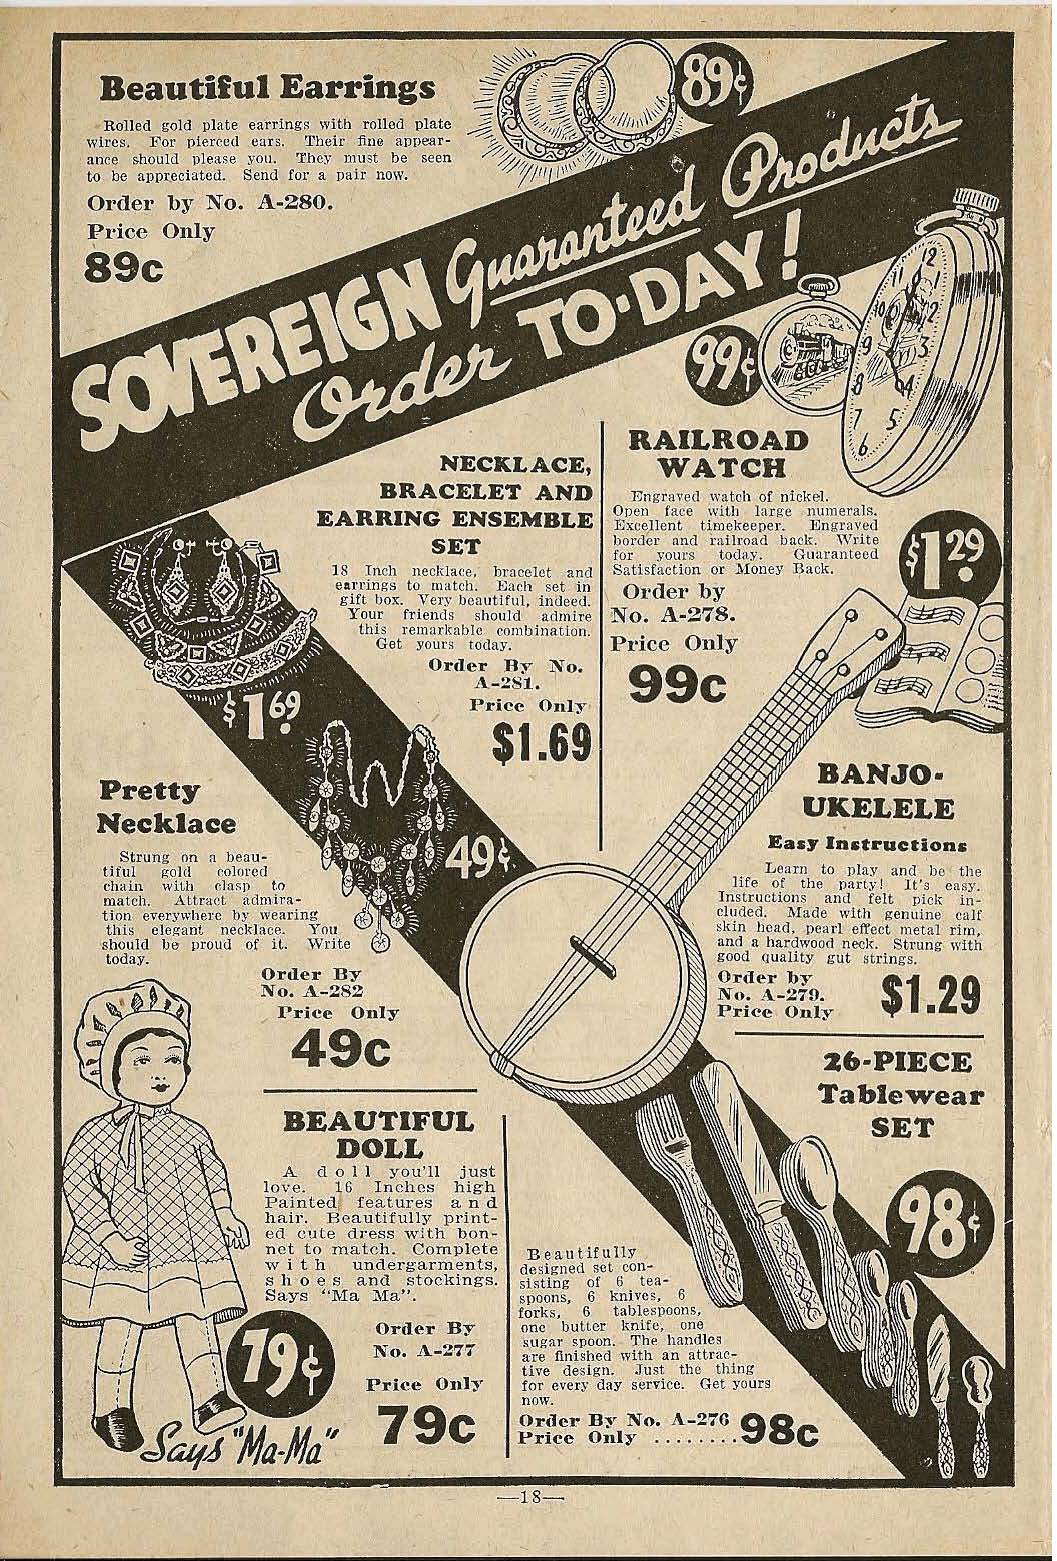 Beautiful Earrings
Rolled gold plate earrings with rolled plate
wires. For pierced ears. Their fine appear-
ance should please you. They must be seen
to be appreciated. Send for a pair now.
Order by No. A-280.
Price Only
89c
89¢
SOVEREIGN Guaranteed Products
Order TO-DAY!
99¢
12
1
2
3
4
5
6
7
8
9
10
11
NECKLACE,
BRACELET AND
EARRING ENSEMBLE
SET
18 Inch necklace, bracelet and
earrings to match. Each set in
gift box. Very beautiful, indeed.
Your friends should admire
this remarkable combination.
Get yours today.
Order By No.
A-281.
Price Only
$1.69
$1.69
RAILROAD
WATCH
Engraved watch of nickel.
Open face with large numerals.
Excellent timekeeper. Engraved
border and railroad back. Write
for yours today. Guaranteed
Satisfaction or Money Back.
Order by
No. A-278.
Price Only
99c
$1.29
Pretty
Necklace
Strung on a beau-
tiful gold colored
chain with clasp to
match. Attract admira-
tion everywhere by wearing
this elegant necklace. You
should be proud of it. Write
today.
Order By
No. A-282
Price Only
49c
49¢
BANJO-
UKELELE
Easy Instructions
Learn to play and be the
life of the party! It's easy.
Instructions and felt pick in-
cluded. Made with genuine calf
skin head, pearl effect metal rim,
and a hardwood neck. Strung with
good quality gut strings.
Order by
No. A-279.
Price Only
$1.29
BEAUTIFUL
DOLL
A doll you'll just
love. 16 Inches high
Painted features and
hair. Beautifully print-
ed cute dress with bon-
net to match. Complete
with undergarments,
shoes and stockings.
Says "Ma Ma".
Order By
No. A-277
Price Only
79c
79¢
Says "Ma-Ma"
26-PIECE
Tablewear
SET
98¢
Beautifully
designed set con-
sisting of 6 tea-
spoons, 6 knives, 6
forks, 6 tablespoons,
one butter knife, one
sugar spoon. The handles
are finished with an attrac-
tive design. Just the thing
for every day service. Get yours
now.
Order By No. A-276
Price Only ........98c
—18—